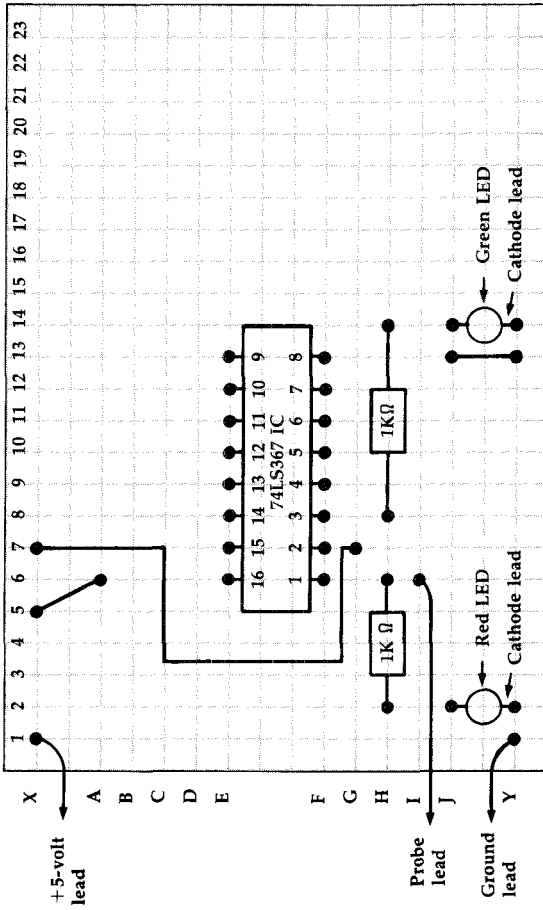 1 2 3 4 5 6 7 8 9 10 11 12 13 14 15 16 17 18 19 20 21 22 23
X
A
B
C
D
E
F
G
H
I
J
Y
+5-volt
lead
16 15 14 13 12 11 10 9
74LS367 IC
1 2 3 4 5 6 7 8
1K Ω
1KΩ
Probe
lead
Ground
lead
Red LED
Cathode lead
Green LED
Cathode lead